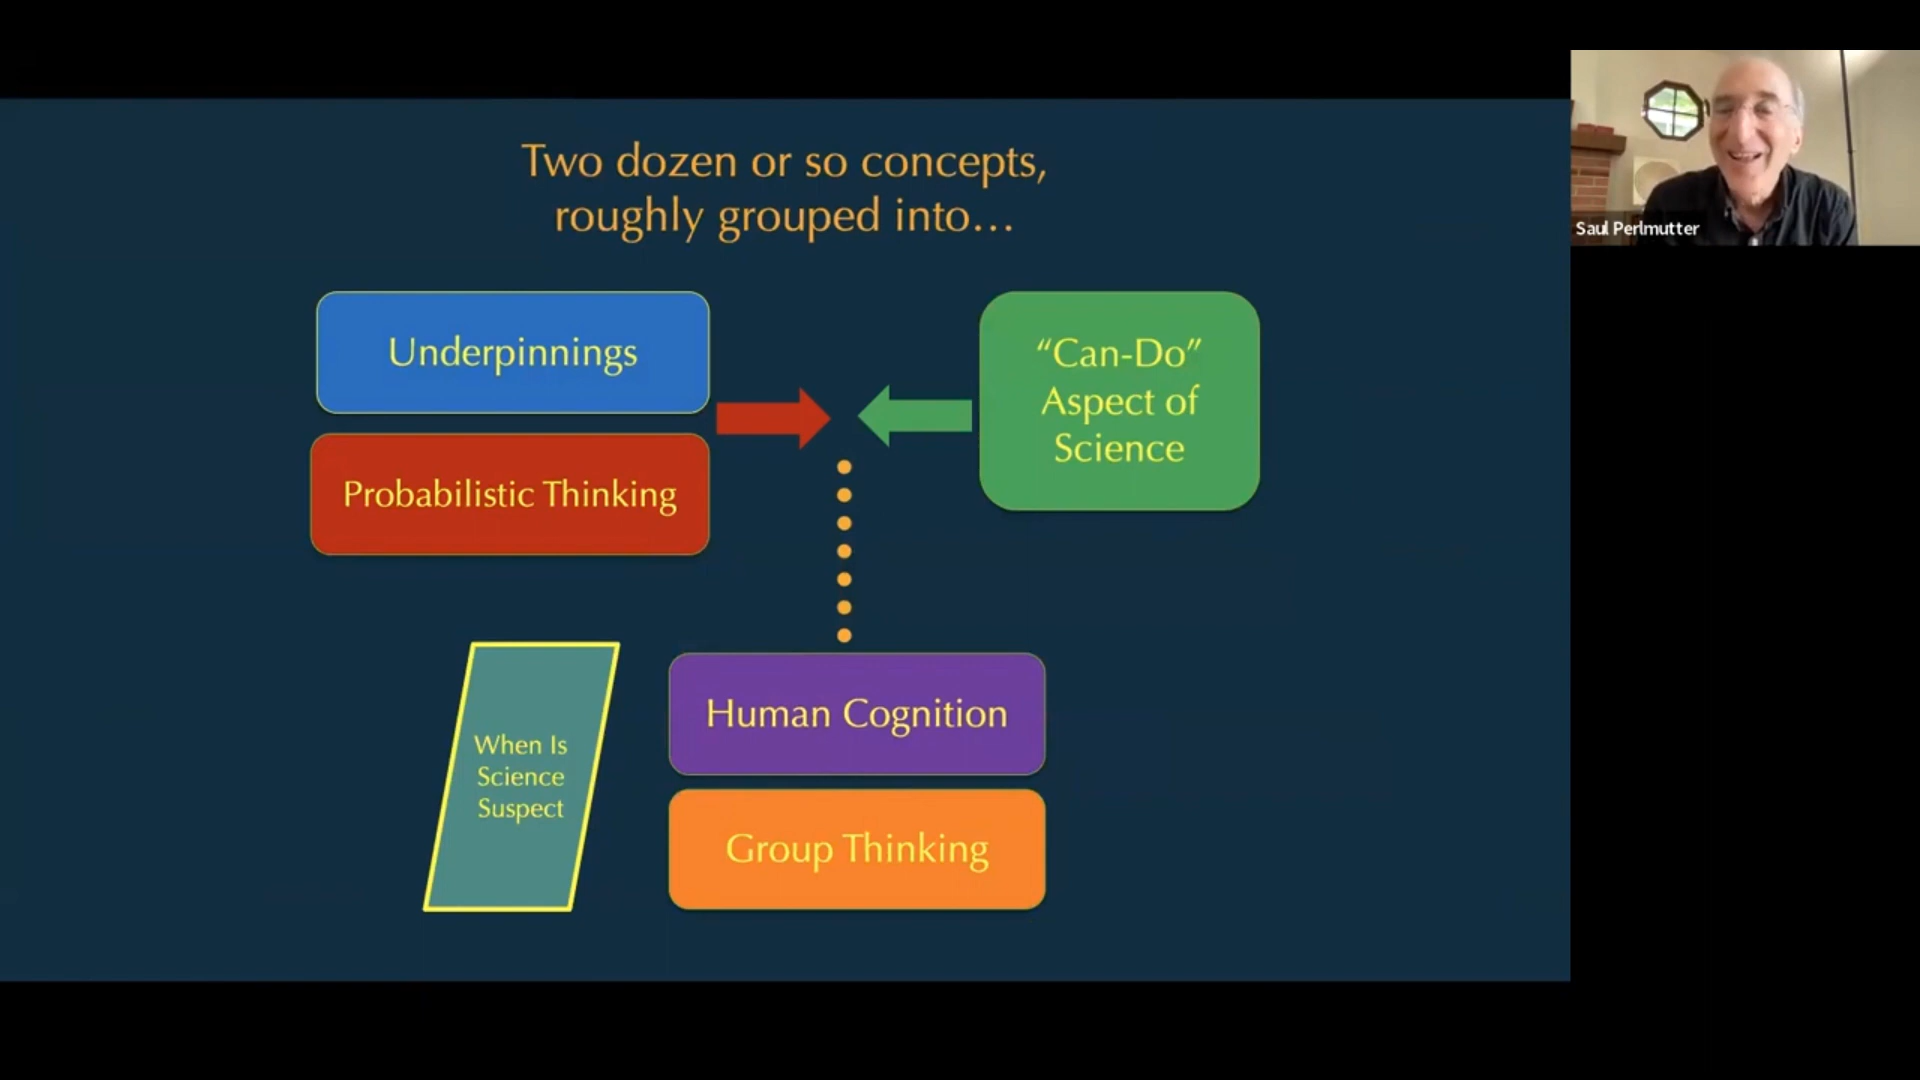 Two dozen or so concepts,
roughly grouped into...
Underpinnings
Probabilistic Thinking
“Can-Do”
Aspect of
Science
When Is
Science
Suspect
Human Cognition
Group Thinking
Saul Perlmutter